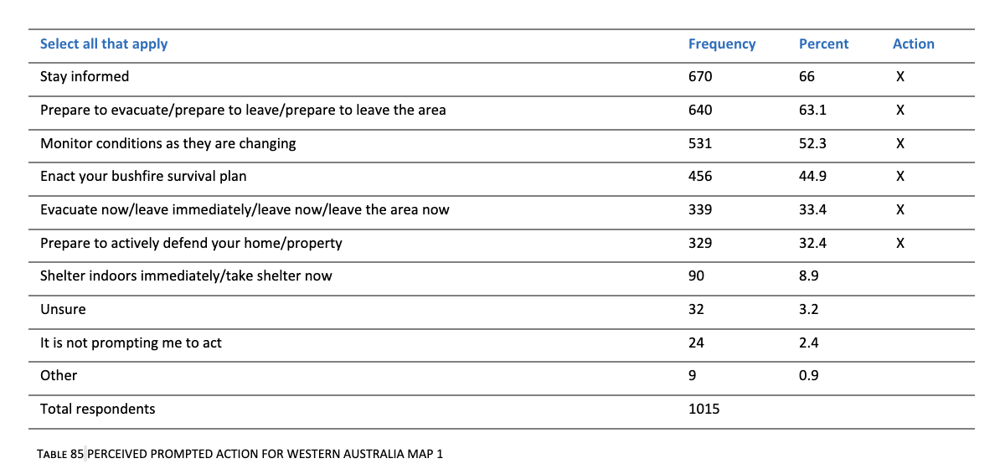 Select all that apply Frequency Percent Action
Stay informed 670 66 X
Prepare to evacuate/prepare to leave/prepare to leave the area 640 63.1 X
Monitor conditions as they are changing 531 52.3 X
Enact your bushfire survival plan 456 44.9 X
Evacuate now/leave immediately/leave now/leave the area now 339 33.4 X
Prepare to actively defend your home/property 329 32.4 X
Shelter indoors immediately/take shelter now 90 8.9
Unsure 32 3.2
It is not prompting me to act 24 2.4
Other 9 0.9
Total respondents 1015
TABLE 85 PERCEIVED PROMPTED ACTION FOR WESTERN AUSTRALIA MAP 1